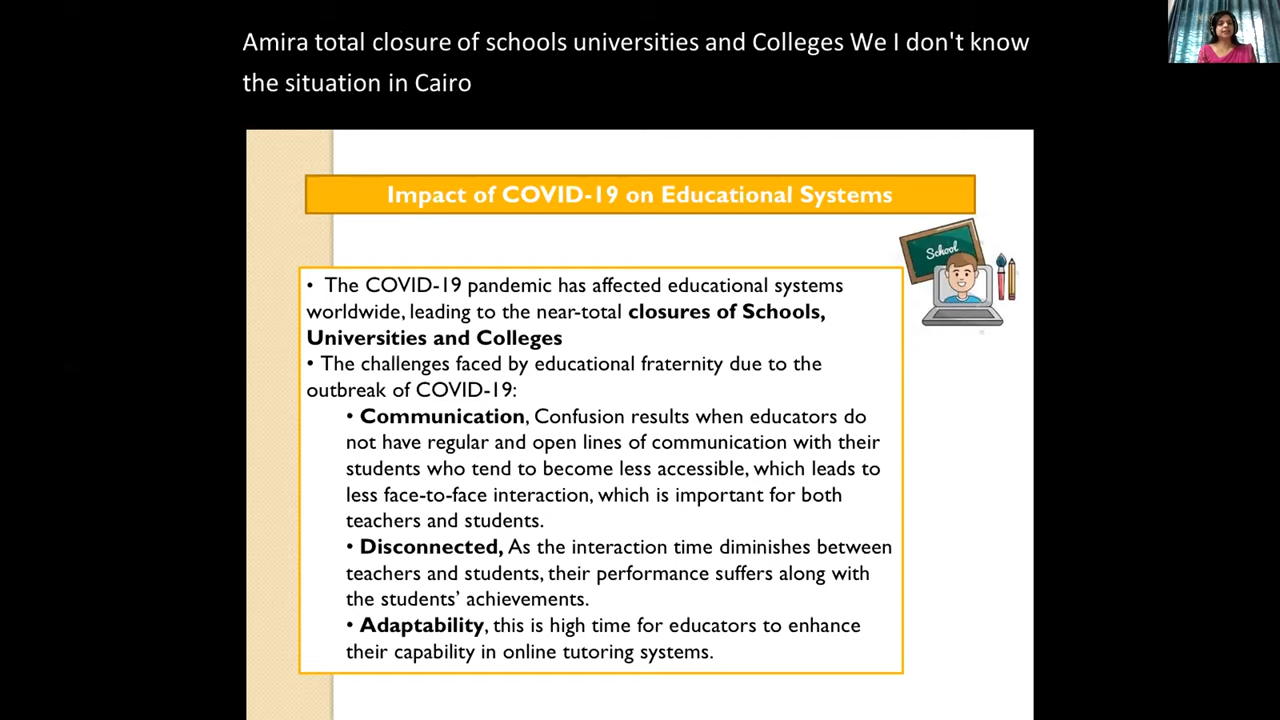 Amira total closure of schools universities and Colleges We I don't know
the situation in Cairo
Impact of COVID-19 on Educational Systems
School
• The COVID-19 pandemic has affected educational systems
worldwide, leading to the near-total closures of Schools,
Universities and Colleges
• The challenges faced by educational fraternity due to the
outbreak of COVID-19:
• Communication, Confusion results when educators do
not have regular and open lines of communication with their
students who tend to become less accessible, which leads to
less face-to-face interaction, which is important for both
teachers and students.
• Disconnected, As the interaction time diminishes between
teachers and students, their performance suffers along with
the students' achievements.
• Adaptability, this is high time for educators to enhance
their capability in online tutoring systems.